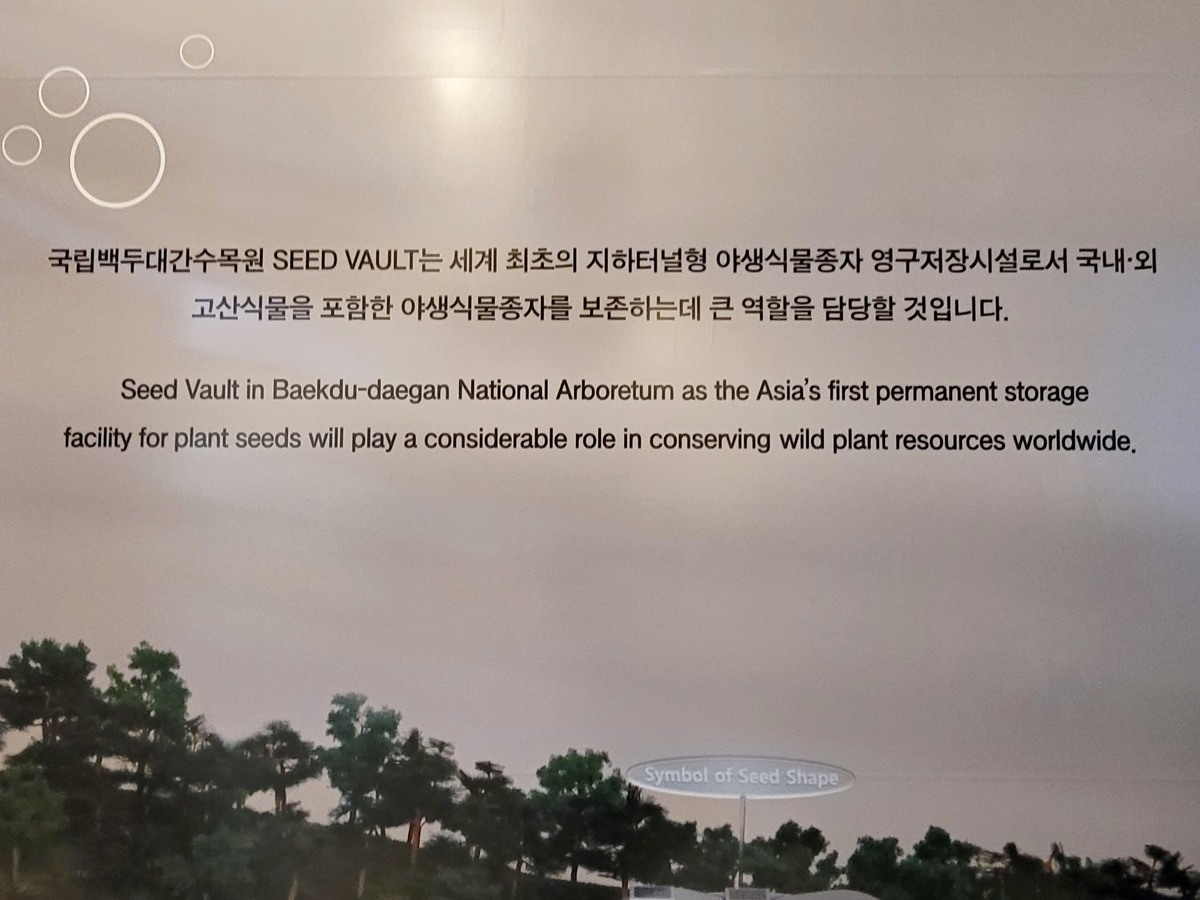 국립백두대간수목원 SEED VAULT는 세계 최초의 지하터널형 야생식물종자 영구저장시설로서 국내·외
고산식물을 포함한 야생식물종자를 보존하는데 큰 역할을 담당할 것입니다.
Seed Vault in Baekdu-daegan National Arboretum as the Asia's first permanent storage
facility for plant seeds will play a considerable role in conserving wild plant resources worldwide.
Symbol of Seed Shape